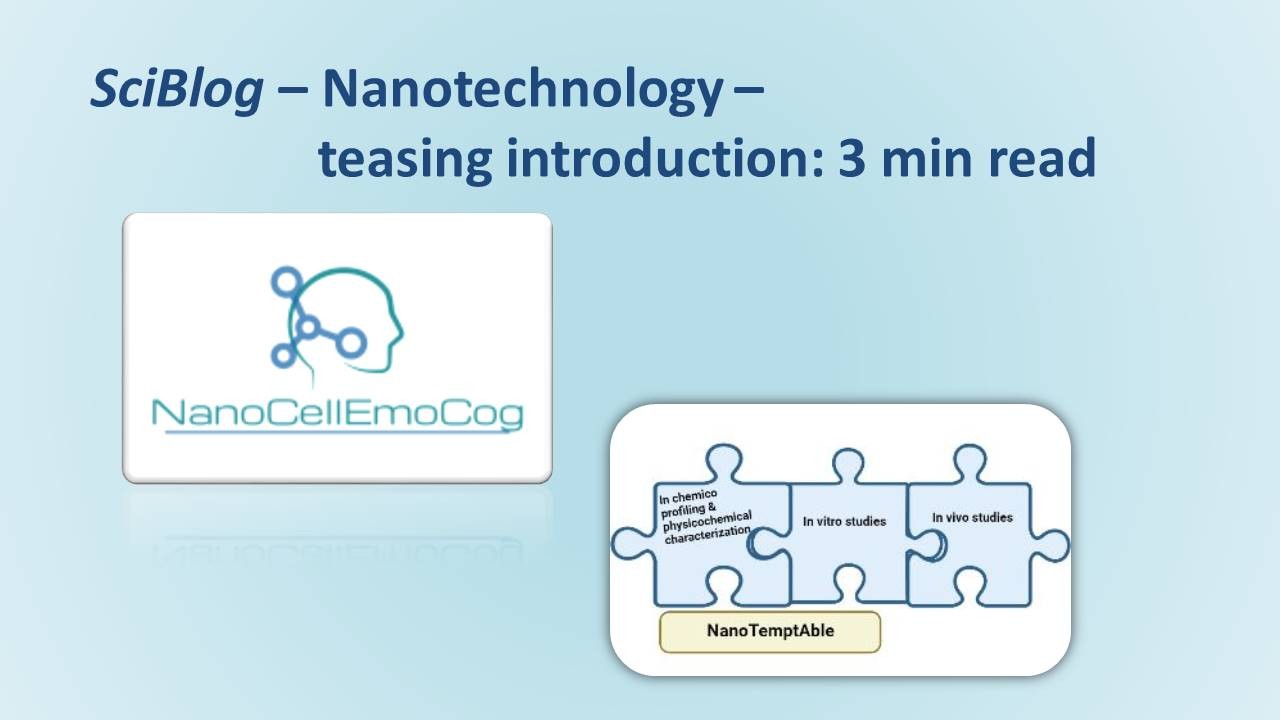 SciBlog – Nanotechnology –
teasing introduction: 3 min read
NanoCellEmoCog
In chemico
profiling &
physicochemical
characterization
In vitro studies
In vivo studies
NanoTemptAble